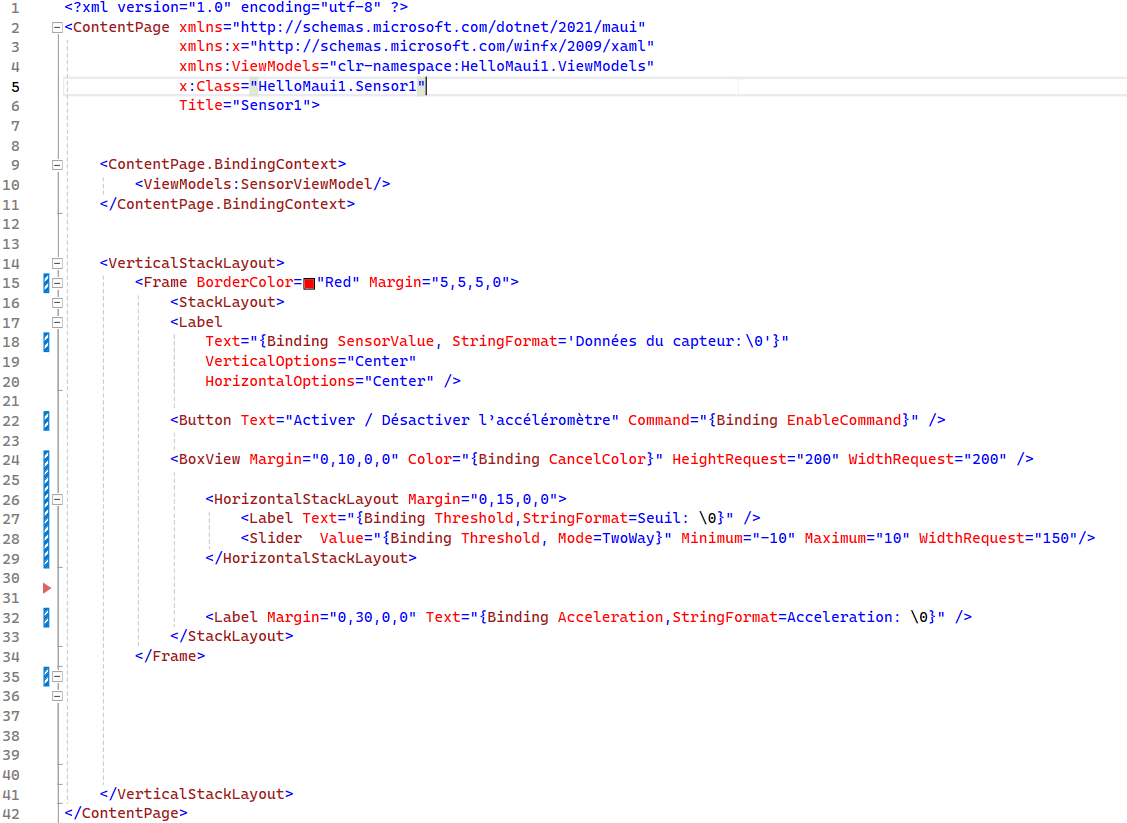 1 <?xml version="1.0" encoding="utf-8" ?>
2 <ContentPage xmlns="http://schemas.microsoft.com/dotnet/2021/maui"
3 xmlns:x="http://schemas.microsoft.com/winfx/2009/xaml"
4 xmlns:ViewModels="clr-namespace:HelloMaui1.ViewModels"
5 x:Class="HelloMaui1.Sensor1"
6 Title="Sensor1">
7
8
9 <ContentPage.BindingContext>
10 <ViewModels:SensorViewModel/>
11 </ContentPage.BindingContext>
12
13
14 <VerticalStackLayout>
15 <Frame BorderColor="Red" Margin="5,5,5,0">
16 <StackLayout>
17 <Label
18 Text="{Binding SensorValue, StringFormat='Données du capteur:\0'}"
19 VerticalOptions="Center"
20 HorizontalOptions="Center" />
21
22 <Button Text="Activer / Désactiver l’accéléromètre" Command="{Binding EnableCommand}" />
23
24 <BoxView Margin="0,10,0,0" Color="{Binding CancelColor}" HeightRequest="200" WidthRequest="200" />
25
26 <HorizontalStackLayout Margin="0,15,0,0">
27 <Label Text="{Binding Threshold,StringFormat=Seuil: \0}" />
28 <Slider  Value="{Binding Threshold, Mode=TwoWay}" Minimum="-10" Maximum="10" WidthRequest="150"/>
29 </HorizontalStackLayout>
30
31
32 <Label Margin="0,30,0,0" Text="{Binding Acceleration,StringFormat=Acceleration: \0}" />
33 </StackLayout>
34 </Frame>
35
36
37
38
39
40
41 </VerticalStackLayout>
42 </ContentPage>